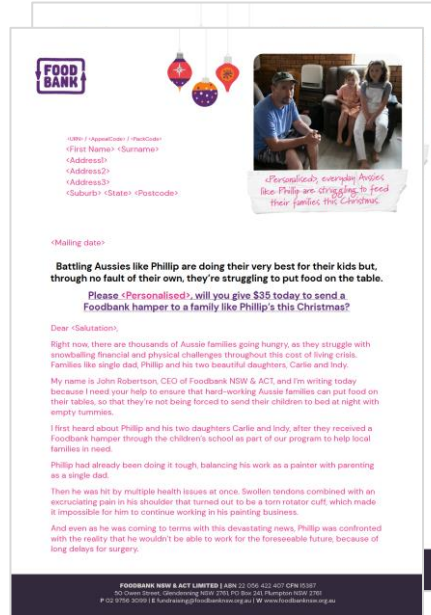 FOOD
BANK
<URN> / <AppealCode> / <PackCode>
<First Name> <Surname>
<Address1>
<Address2>
<Address3>
<Suburb> <State> <Postcode>
<Personalised>, everyday Aussies
like Phillip are struggling to feed
their families this Christmas
<Mailing date>
Battling Aussies like Phillip are doing their very best for their kids but,
through no fault of their own, they're struggling to put food on the table.
Please <Personalised>, will you give $35 today to send a
Foodbank hamper to a family like Phillip's this Christmas?
Dear <Salutation>,
Right now, there are thousands of Aussie families going hungry, as they struggle with
snowballing financial and physical challenges throughout this cost of living crisis.
Families like single dad, Phillip and his two beautiful daughters, Carlie and Indy.
My name is John Robertson, CEO of Foodbank NSW & ACT, and I'm writing today
because I need your help to ensure that hard-working Aussie families can put food on
their tables, so that they're not being forced to send their children to bed at night with
empty tummies.
I first heard about Phillip and his two daughters Carlie and Indy, after they received a
Foodbank hamper through the children's school as part of our program to help local
families in need.
Phillip had already been doing it tough, balancing his work as a painter with parenting
as a single dad.
Then he was hit by multiple health issues at once. Swollen tendons combined with an
excruciating pain in his shoulder that turned out to be a torn rotator cuff, which made
it impossible for him to continue working in his painting business.
And even as he was coming to terms with this devastating news, Phillip was confronted
with the reality that he wouldn't be able to work for the foreseeable future, because of
long delays for surgery.
FOODBANK NSW & ACT LIMITED | ABN 22 056 422 407 CFN 15387
50 Owen Street, Glendenning NSW 2761, PO Box 241, Plumpton NSW 2761
P 02 9756 3099 | E fundraising@foodbanknsw.org.au | W www.foodbanknsw.org.au